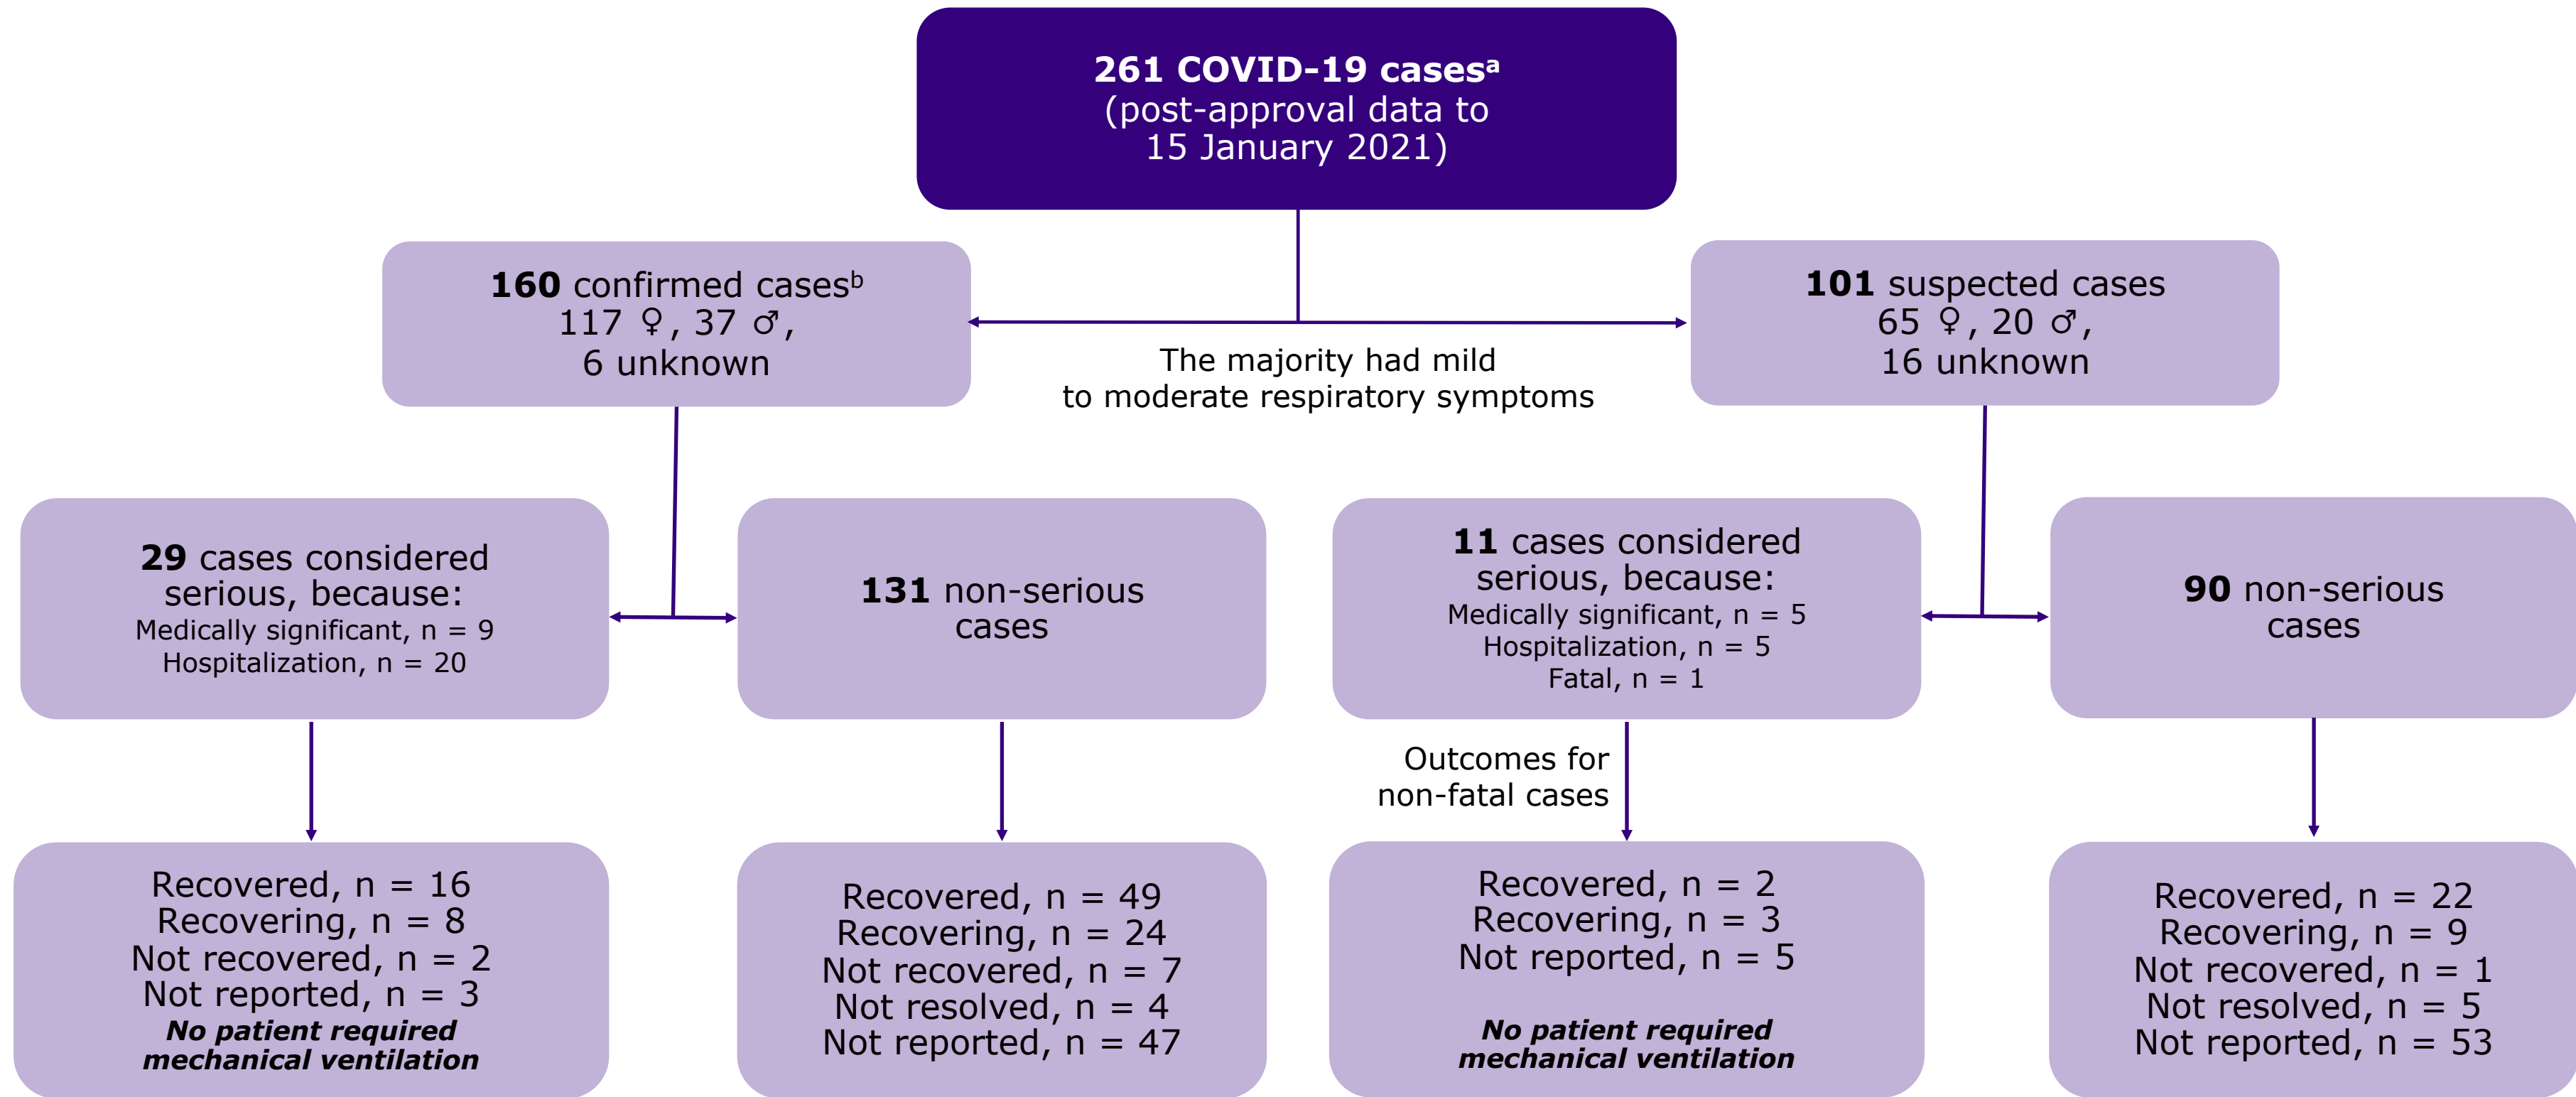 261 COVID-19 casesᵃ
(post-approval data to
15 January 2021)
160 confirmed casesᵇ
117 ♀, 37 ♂,
6 unknown
101 suspected cases
65 ♀, 20 ♂,
16 unknown
The majority had mild
to moderate respiratory symptoms
29 cases considered
serious, because:
Medically significant, n = 9
Hospitalization, n = 20
131 non-serious
cases
11 cases considered
serious, because:
Medically significant, n = 5
Hospitalization, n = 5
Fatal, n = 1
90 non-serious
cases
Outcomes for
non-fatal cases
Recovered, n = 16
Recovering, n = 8
Not recovered, n = 2
Not reported, n = 3
No patient required
mechanical ventilation
Recovered, n = 49
Recovering, n = 24
Not recovered, n = 7
Not resolved, n = 4
Not reported, n = 47
Recovered, n = 2
Recovering, n = 3
Not reported, n = 5
No patient required
mechanical ventilation
Recovered, n = 22
Recovering, n = 9
Not recovered, n = 1
Not resolved, n = 5
Not reported, n = 53